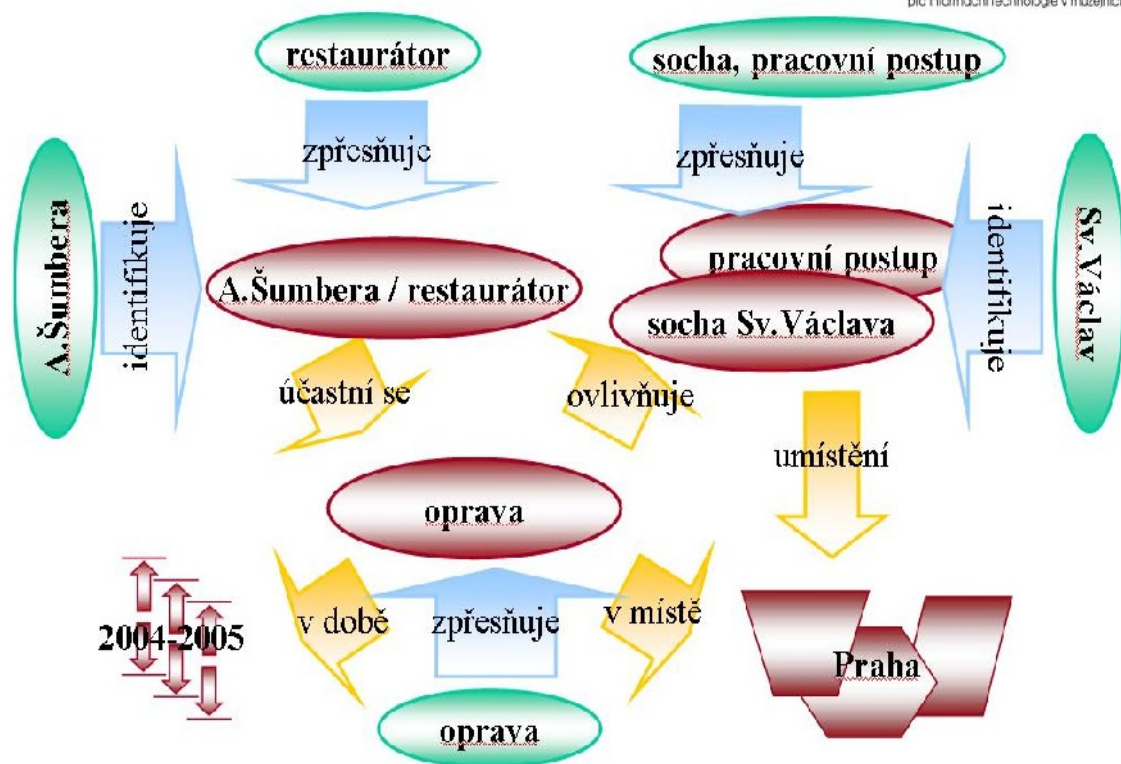 restaurátor
socha, pracovní postup
zpřesňuje
zpřesňuje
A.Šumbera
identifikuje
identifikuje
Sv.Václav
pracovní postup
A.Šumbera / restaurátor
socha Sv.Václava
účastní se
ovlivňuje
umístění
oprava
v době
zpřesňuje
v místě
2004-2005
Praha
oprava